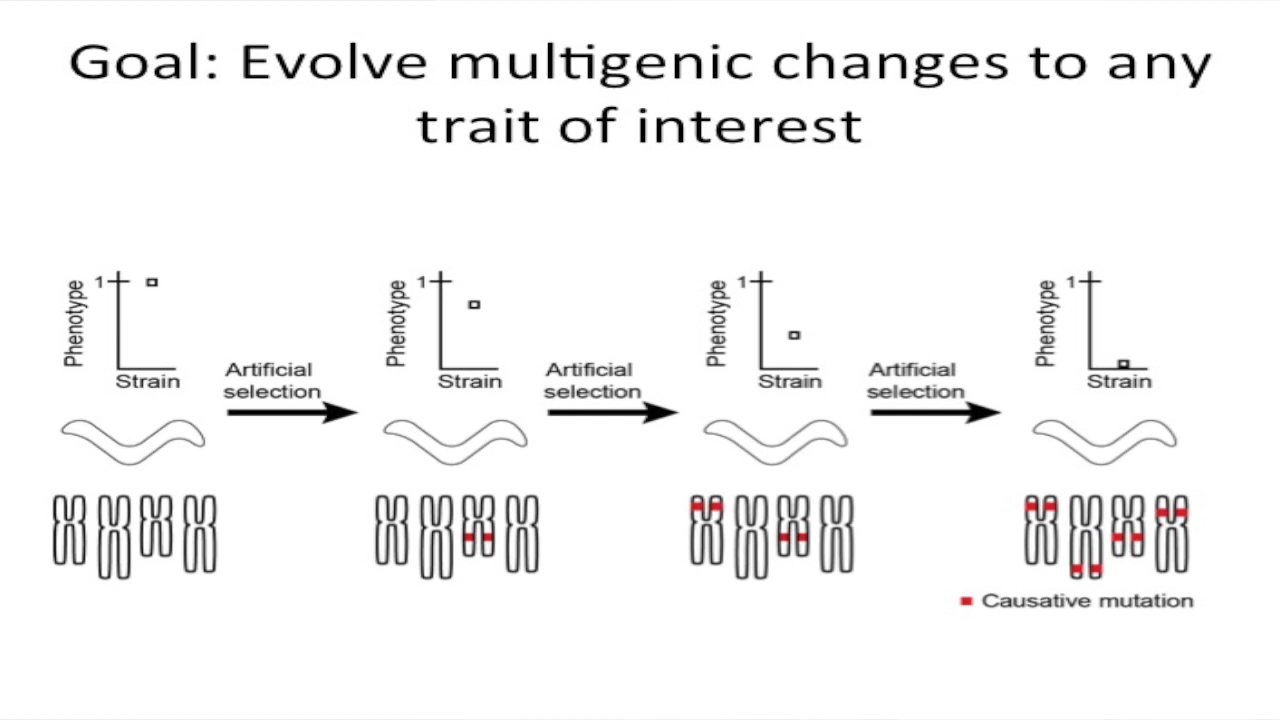 Goal: Evolve multigenic changes to any
trait of interest
Phenotype
1
Strain
Artificial
selection
Phenotype
1
Strain
Artificial
selection
Phenotype
1
Strain
Artificial
selection
Phenotype
1
Strain
Causative mutation